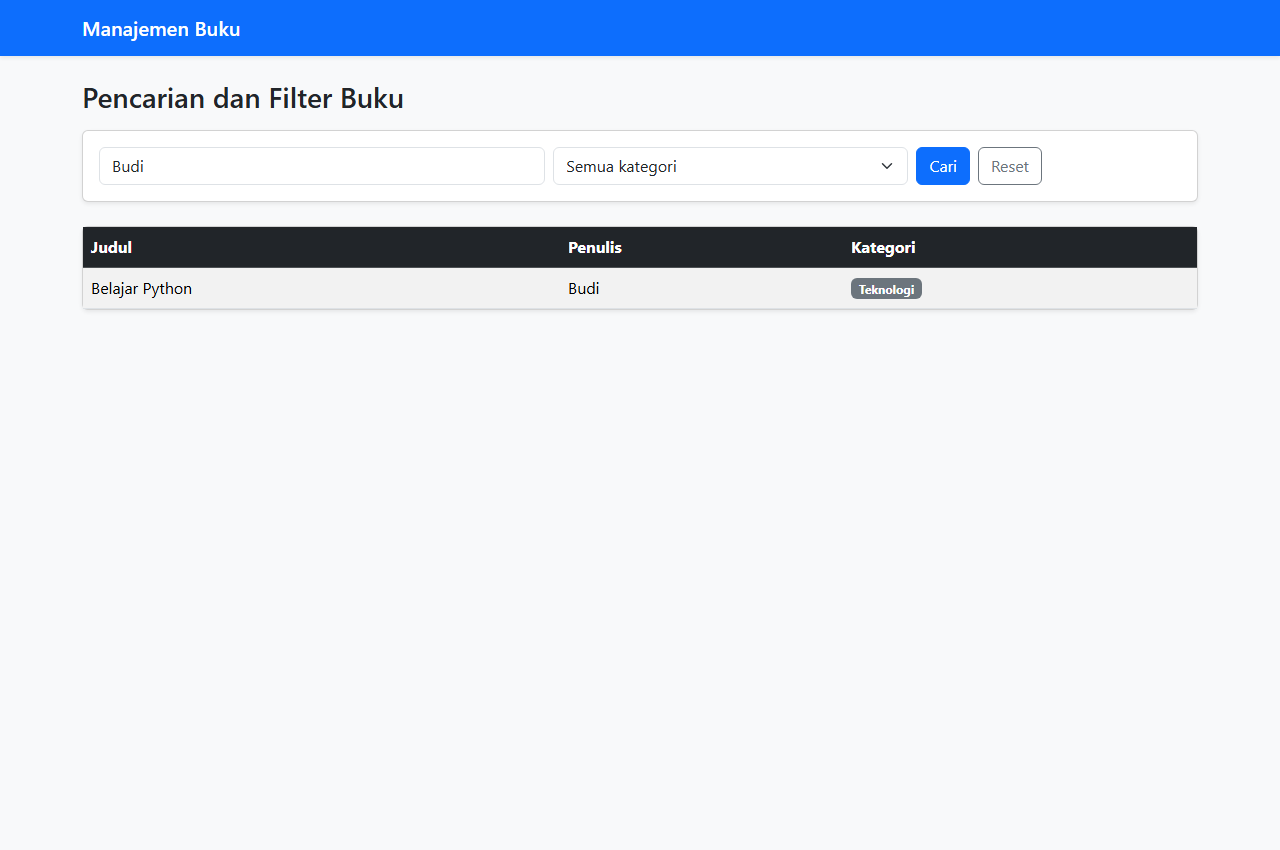 Manajemen Buku
Pencarian dan Filter Buku
Budi Semua kategori Cari Reset
Judul Penulis Kategori
Belajar Python Budi Teknologi